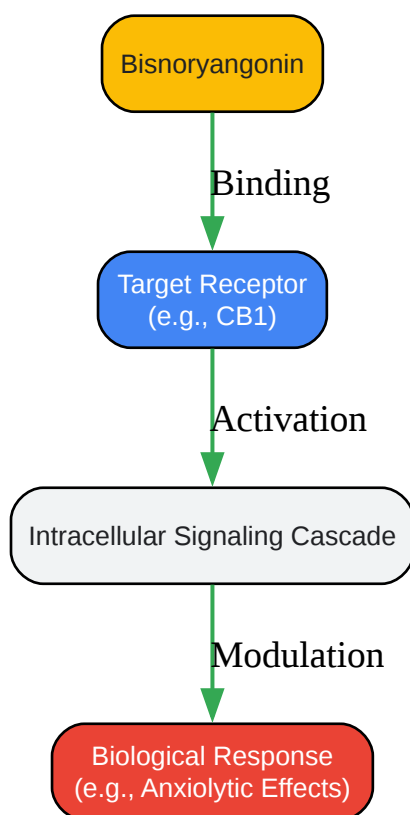 Bisnoryangonin
Binding
Target Receptor
(e.g., CB1)
Activation
Intracellular Signaling Cascade
Modulation
Biological Response
(e.g., Anxiolytic Effects)